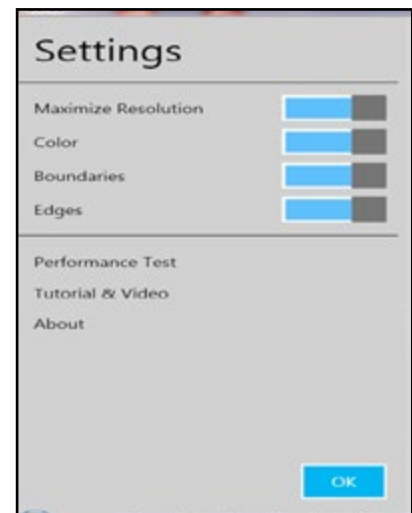 Settings
Maximize Resolution
Color
Boundaries
Edges
Performance Test
Tutorial & Video
About
OK